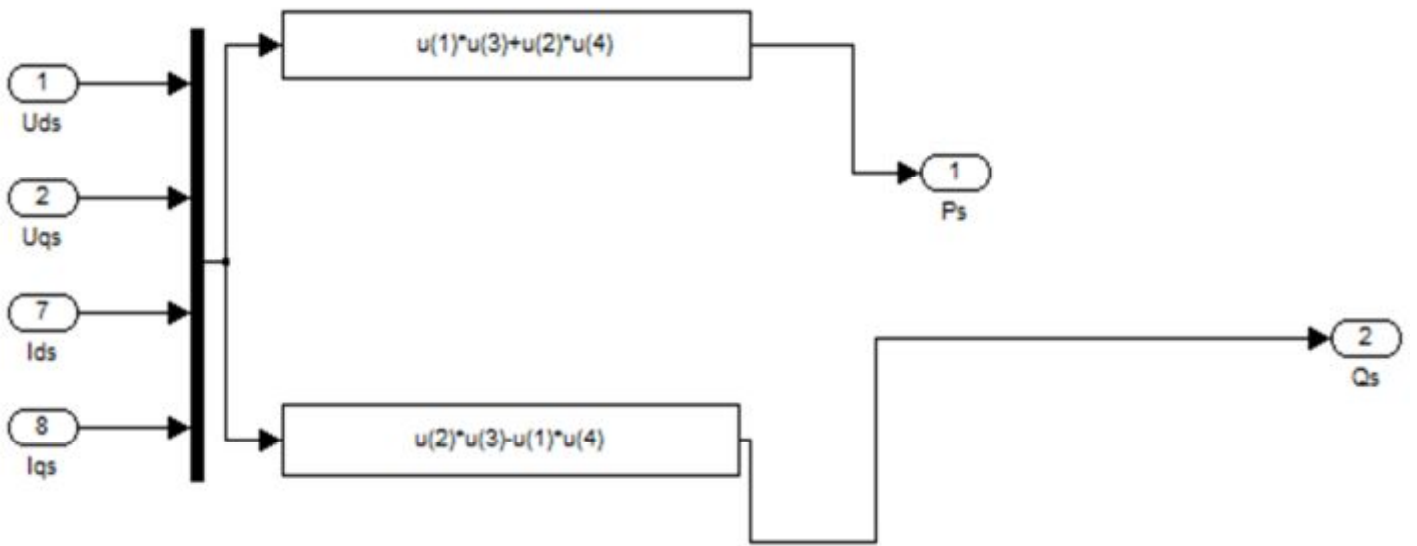 u(1)*u(3)+u(2)*u(4)
1
Uds
1
Ps
2
Uqs
7
Ids
2
Qs
8
Iqs
u(2)*u(3)-u(1)*u(4)